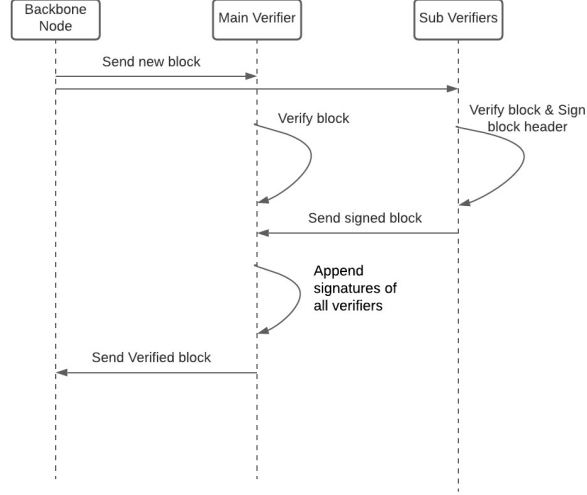 Backbone
Node
Main Verifier
Sub Verifiers
Send new block
Verify block
Verify block & Sign
block header
Send signed block
Append
signatures of
all verifiers
Send Verified block